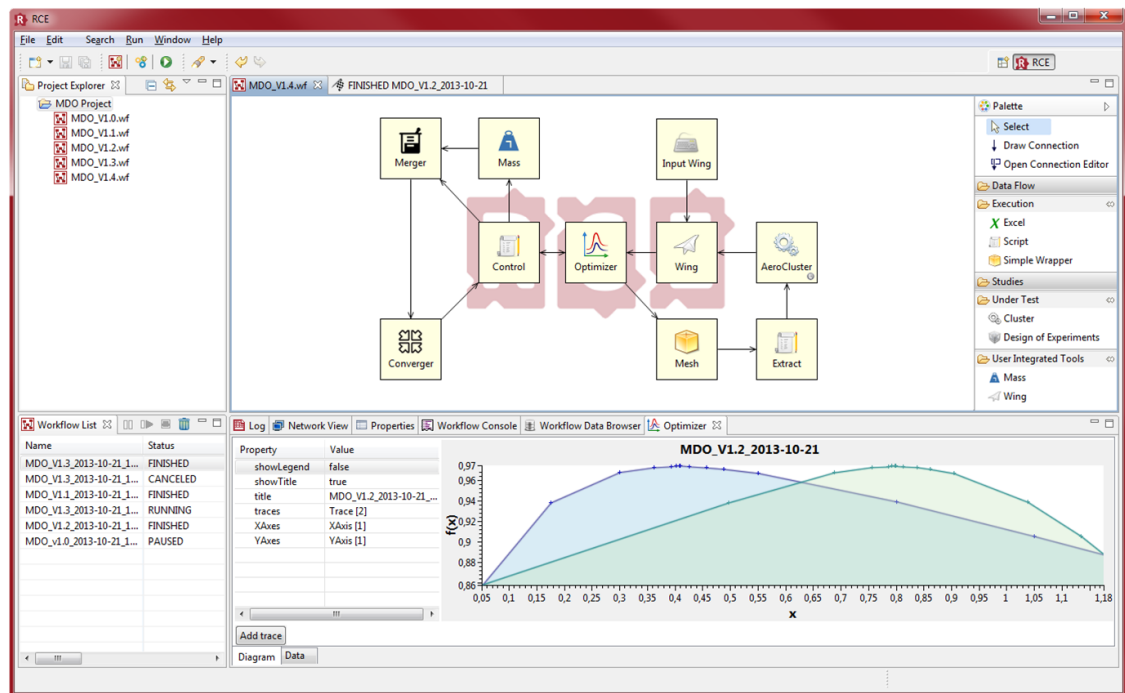 RCE
File Edit Search Run Window Help
RCE
Project Explorer
MDO Project
MDO_V1.0.wf
MDO_V1.1.wf
MDO_V1.2.wf
MDO_V1.3.wf
MDO_V1.4.wf
MDO_V1.4.wf FINISHED MDO_V1.2_2013-10-21
Merger Mass Input Wing
Control Optimizer Wing AeroCluster
Converger Mesh Extract
Palette
Select
Draw Connection
Open Connection Editor
Data Flow
Execution
Excel
Script
Simple Wrapper
Studies
Under Test
Cluster
Design of Experiments
User Integrated Tools
Mass
Wing
Workflow List
Name Status
MDO_V1.3_2013-10-21_1... FINISHED
MDO_V1.3_2013-10-21_1... CANCELED
MDO_V1.1_2013-10-21_1... FINISHED
MDO_V1.3_2013-10-21_1... RUNNING
MDO_V1.2_2013-10-21_1... FINISHED
MDO_v1.0_2013-10-21_1... PAUSED
Log Network View Properties Workflow Console Workflow Data Browser Optimizer
Property Value
showLegend false
showTitle true
title MDO_V1.2_2013-10-21_...
traces Trace [2]
XAxes XAxis [1]
YAxes YAxis [1]
Add trace
Diagram Data
MDO_V1.2_2013-10-21
f(x)
0,97
0,96
0,94
0,92
0,9
0,88
0,86
0,05 0,1 0,15 0,2 0,25 0,3 0,35 0,4 0,45 0,5 0,55 0,6 0,65 0,7 0,75 0,8 0,85 0,9 0,95 1 1,05 1,1 1,18
x